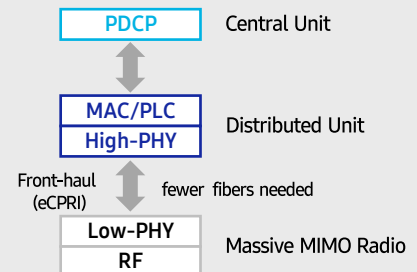 PDCP Central Unit
MAC/PLC
High-PHY
Distributed Unit
Front-haul
(eCPRI)
fewer fibers needed
Low-PHY
RF
Massive MIMO Radio